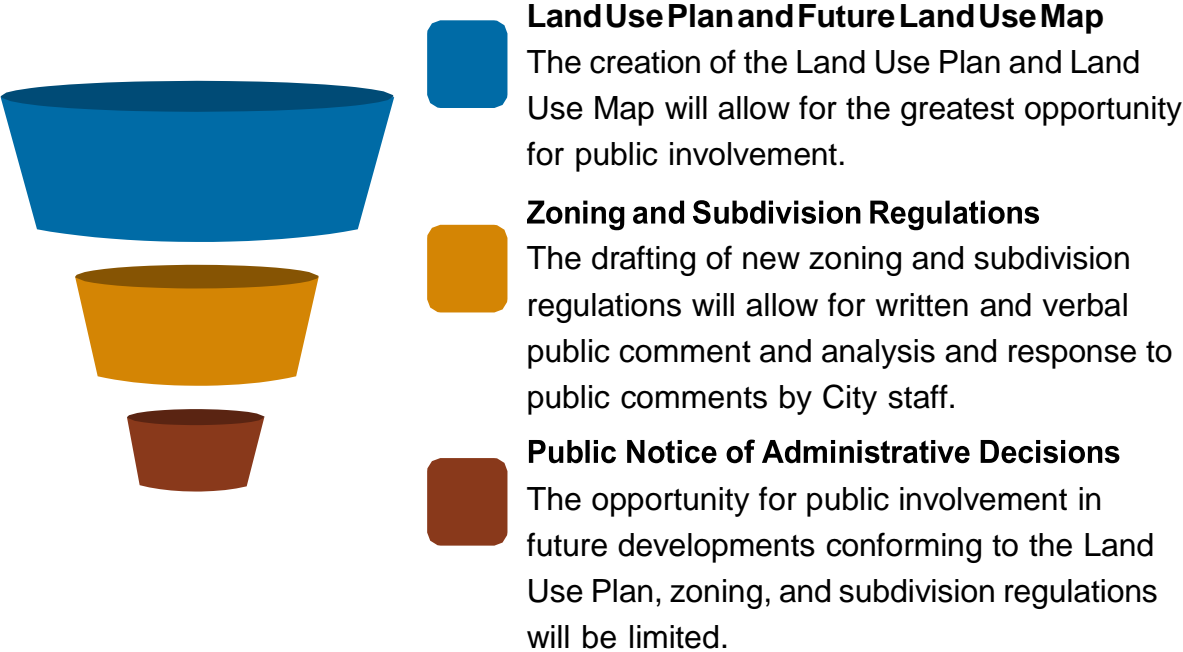 Land Use Plan and Future Land Use Map
The creation of the Land Use Plan and Land
Use Map will allow for the greatest opportunity
for public involvement.
Zoning and Subdivision Regulations
The drafting of new zoning and subdivision
regulations will allow for written and verbal
public comment and analysis and response to
public comments by City staff.
Public Notice of Administrative Decisions
The opportunity for public involvement in
future developments conforming to the Land
Use Plan, zoning, and subdivision regulations
will be limited.